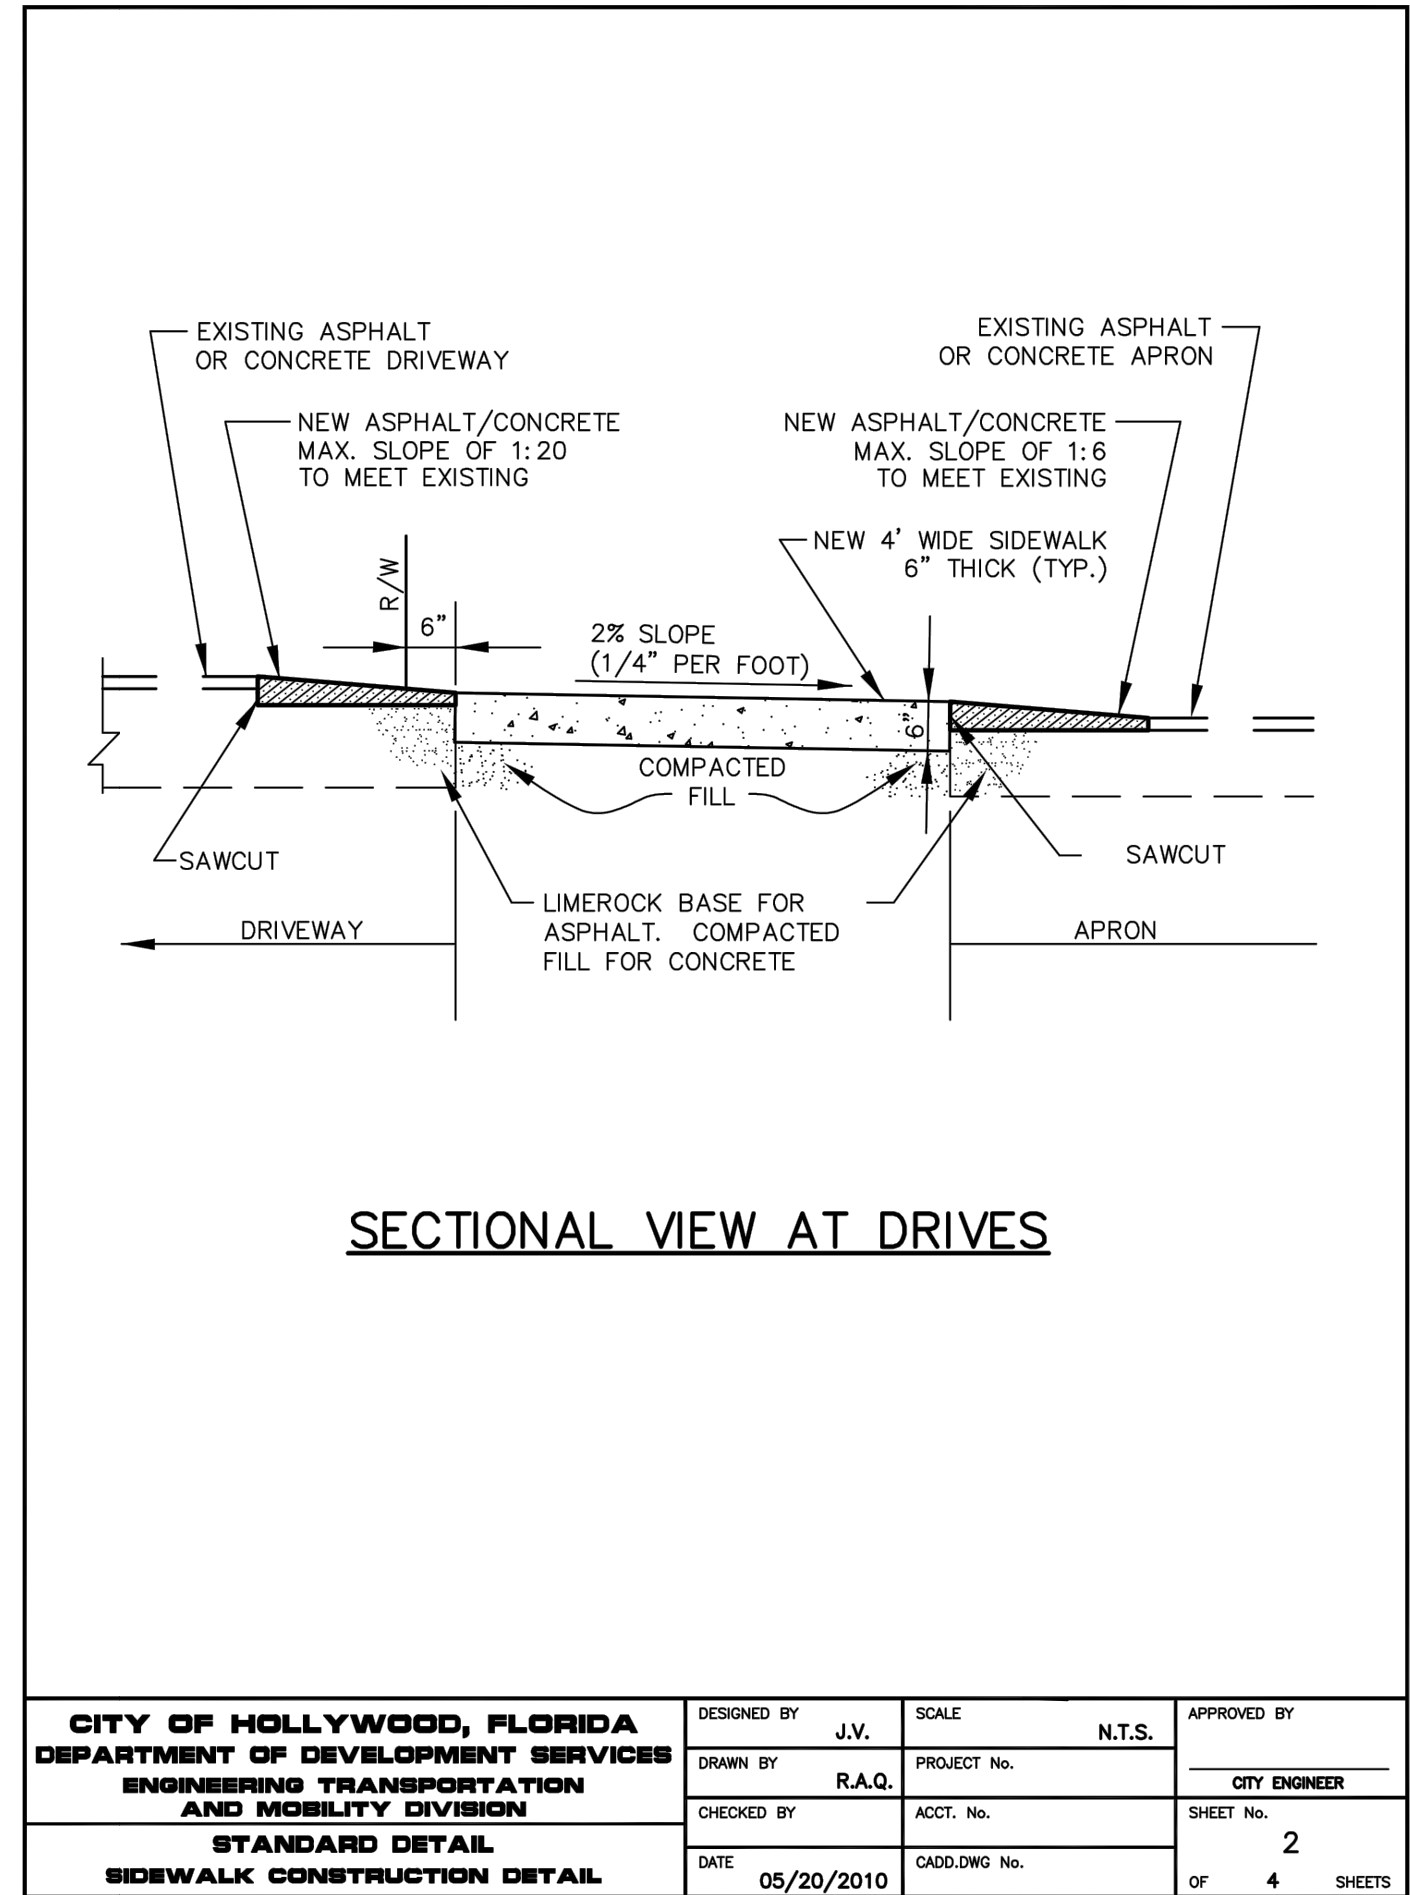 EXISTING ASPHALT
OR CONCRETE DRIVEWAY
EXISTING ASPHALT
OR CONCRETE APRON
NEW ASPHALT/CONCRETE
MAX. SLOPE OF 1:20
TO MEET EXISTING
NEW ASPHALT/CONCRETE
MAX. SLOPE OF 1:6
TO MEET EXISTING
NEW 4' WIDE SIDEWALK
6" THICK (TYP.)
R/W
6"
2% SLOPE
(1/4" PER FOOT)
6"
COMPACTED
FILL
SAWCUT
SAWCUT
LIMEROCK BASE FOR
ASPHALT. COMPACTED
FILL FOR CONCRETE
DRIVEWAY
APRON
SECTIONAL VIEW AT DRIVES
CITY OF HOLLYWOOD, FLORIDA
DEPARTMENT OF DEVELOPMENT SERVICES
ENGINEERING TRANSPORTATION
AND MOBILITY DIVISION
STANDARD DETAIL
SIDEWALK CONSTRUCTION DETAIL
DESIGNED BY
J.V.
DRAWN BY
R.A.Q.
CHECKED BY
DATE
05/20/2010
SCALE
N.T.S.
PROJECT No.
ACCT. No.
CADD.DWG No.
APPROVED BY
CITY ENGINEER
SHEET No.
2
OF 4 SHEETS